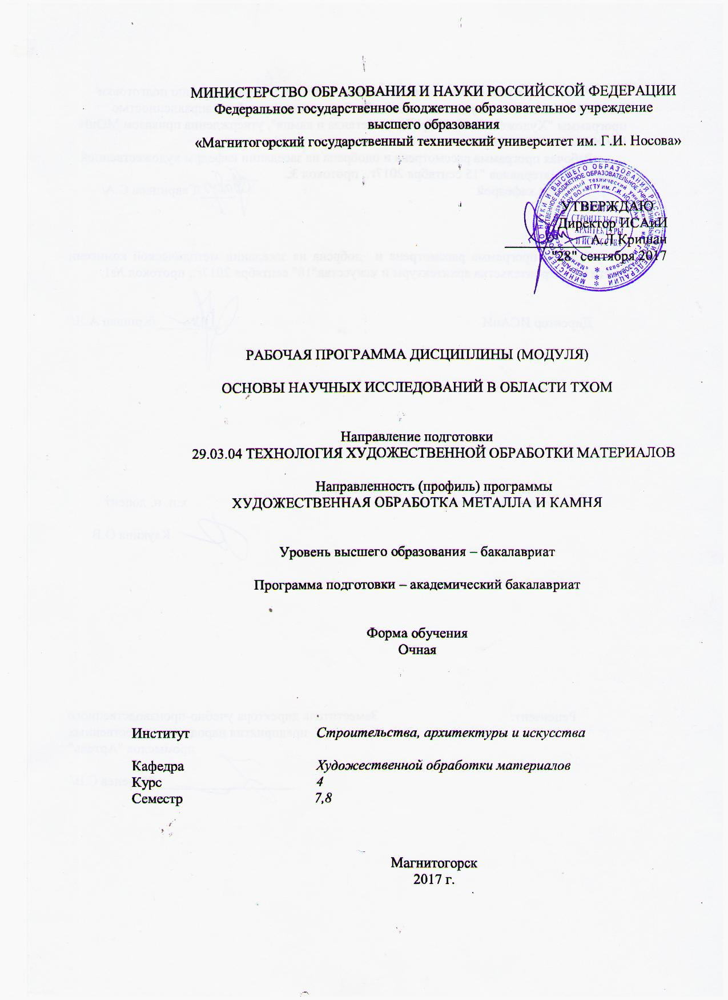 МИНИСТЕРСТВО ОБРАЗОВАНИЯ И НАУКИ РОССИЙСКОЙ ФЕДЕРАЦИИ
Федеральное государственное бюджетное образовательное учреждение
высшего образования
«Магнитогорский государственный технический университет им. Г.И. Носова»
УТВЕРЖДАЮ
Директор ИСАиИ
А.Л.Кришан
"28" сентября 2017
РАБОЧАЯ ПРОГРАММА ДИСЦИПЛИНЫ (МОДУЛЯ)
ОСНОВЫ НАУЧНЫХ ИССЛЕДОВАНИЙ В ОБЛАСТИ ТХОМ
Направление подготовки
29.03.04 ТЕХНОЛОГИЯ ХУДОЖЕСТВЕННОЙ ОБРАБОТКИ МАТЕРИАЛОВ
Направленность (профиль) программы
ХУДОЖЕСТВЕННАЯ ОБРАБОТКА МЕТАЛЛА И КАМНЯ
Уровень высшего образования – бакалавриат
Программа подготовки – академический бакалавриат
Форма обучения
Очная
Институт Строительства, архитектуры и искусства
Кафедра Художественной обработки материалов
Курс 4
Семестр 7,8
Магнитогорск
2017 г.